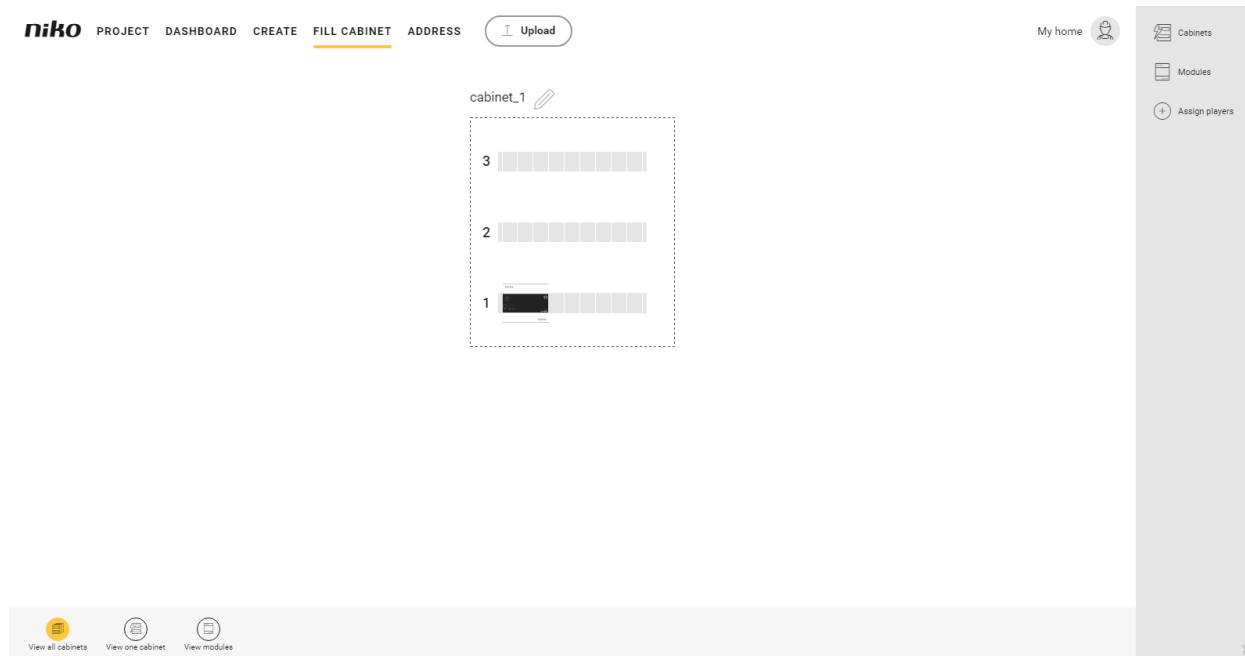 niko PROJECT DASHBOARD CREATE FILL CABINET ADDRESS Upload My home
Cabinets
Modules
Assign players
cabinet_1
3
2
1
View all cabinets View one cabinet View modules